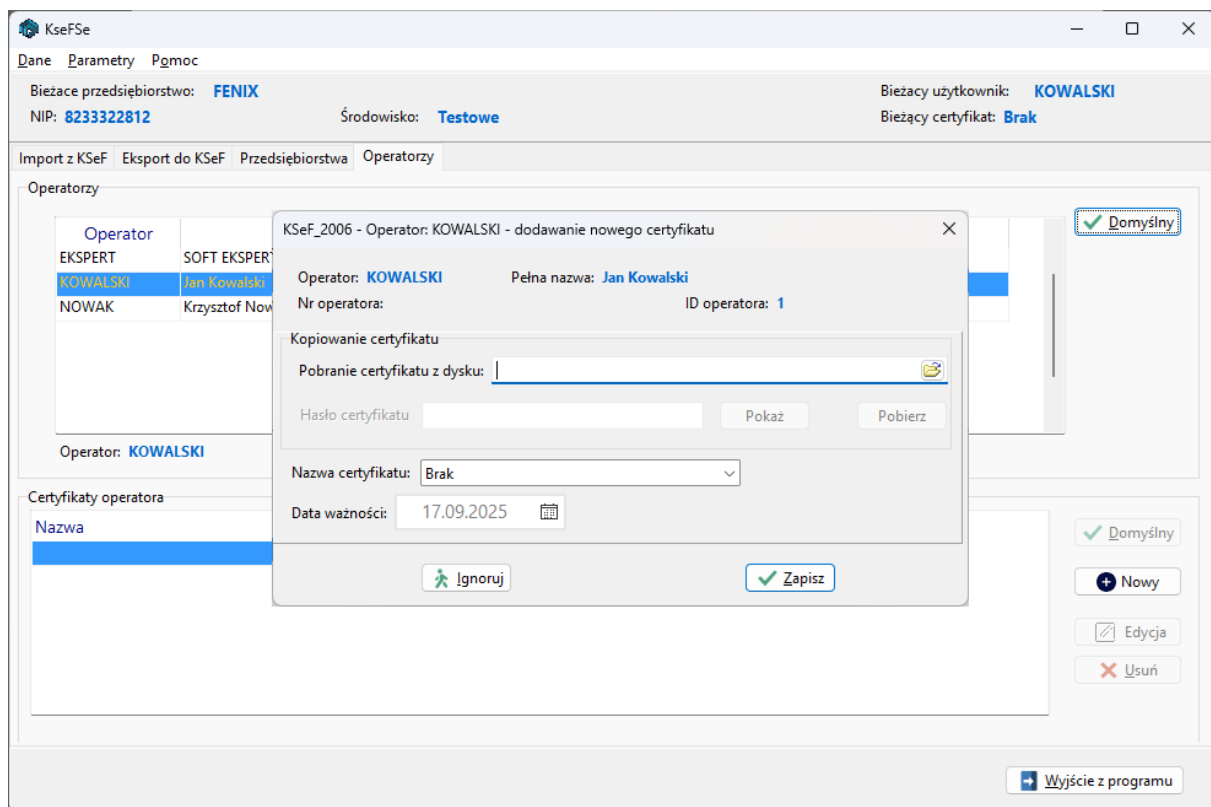 KseFSe
Dane Parametry Pomoc
Bieżace przedsiębiorstwo: FENIX Bieżacy użytkownik: KOWALSKI
NIP: 8233322812 Środowisko: Testowe Bieżący certyfikat: Brak
Import z KSeF Eksport do KSeF Przedsiębiorstwa Operatorzy
Operatorzy
Domyślny
Operator
EKSPERT SOFT EKSPERT
KOWALSKI Jan Kowalski
NOWAK Krzysztof Now
Operator: KOWALSKI
KSeF_2006 - Operator: KOWALSKI - dodawanie nowego certyfikatu
Operator: KOWALSKI Pełna nazwa: Jan Kowalski
Nr operatora: ID operatora: 1
Kopiowanie certyfikatu
Pobranie certyfikatu z dysku:
Hasło certyfikatu Pokaż Pobierz
Nazwa certyfikatu: Brak
Data ważności: 17.09.2025
Ignoruj Zapisz
Certyfikaty operatora
Nazwa
Domyślny
Nowy
Edycja
Usuń
Wyjście z programu